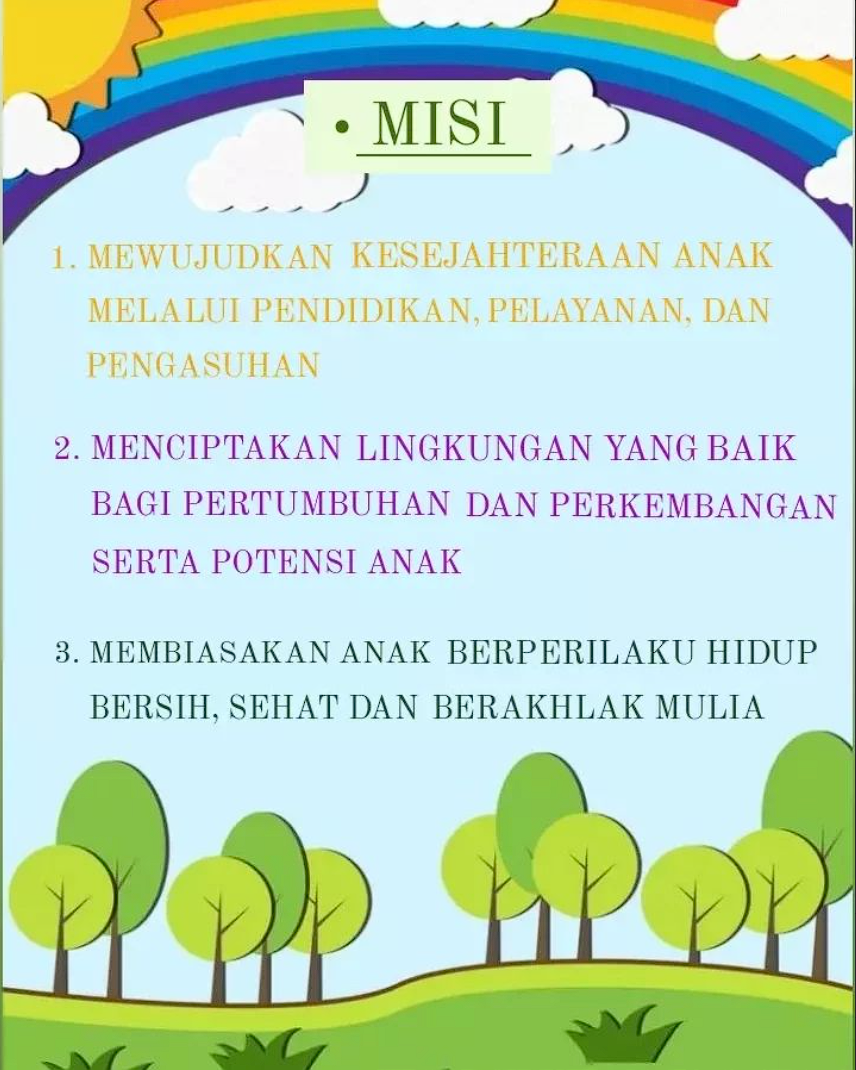 • MISI
1. MEWUJUDKAN KESEJAHTERAAN ANAK
MELALUI PENDIDIKAN, PELAYANAN, DAN
PENGASUHAN
2. MENCIPTAKAN LINGKUNGAN YANG BAIK
BAGI PERTUMBUHAN DAN PERKEMBANGAN
SERTA POTENSI ANAK
3. MEMBIASAKAN ANAK BERPERILAKU HIDUP
BERSIH, SEHAT DAN BERAKHLAK MULIA